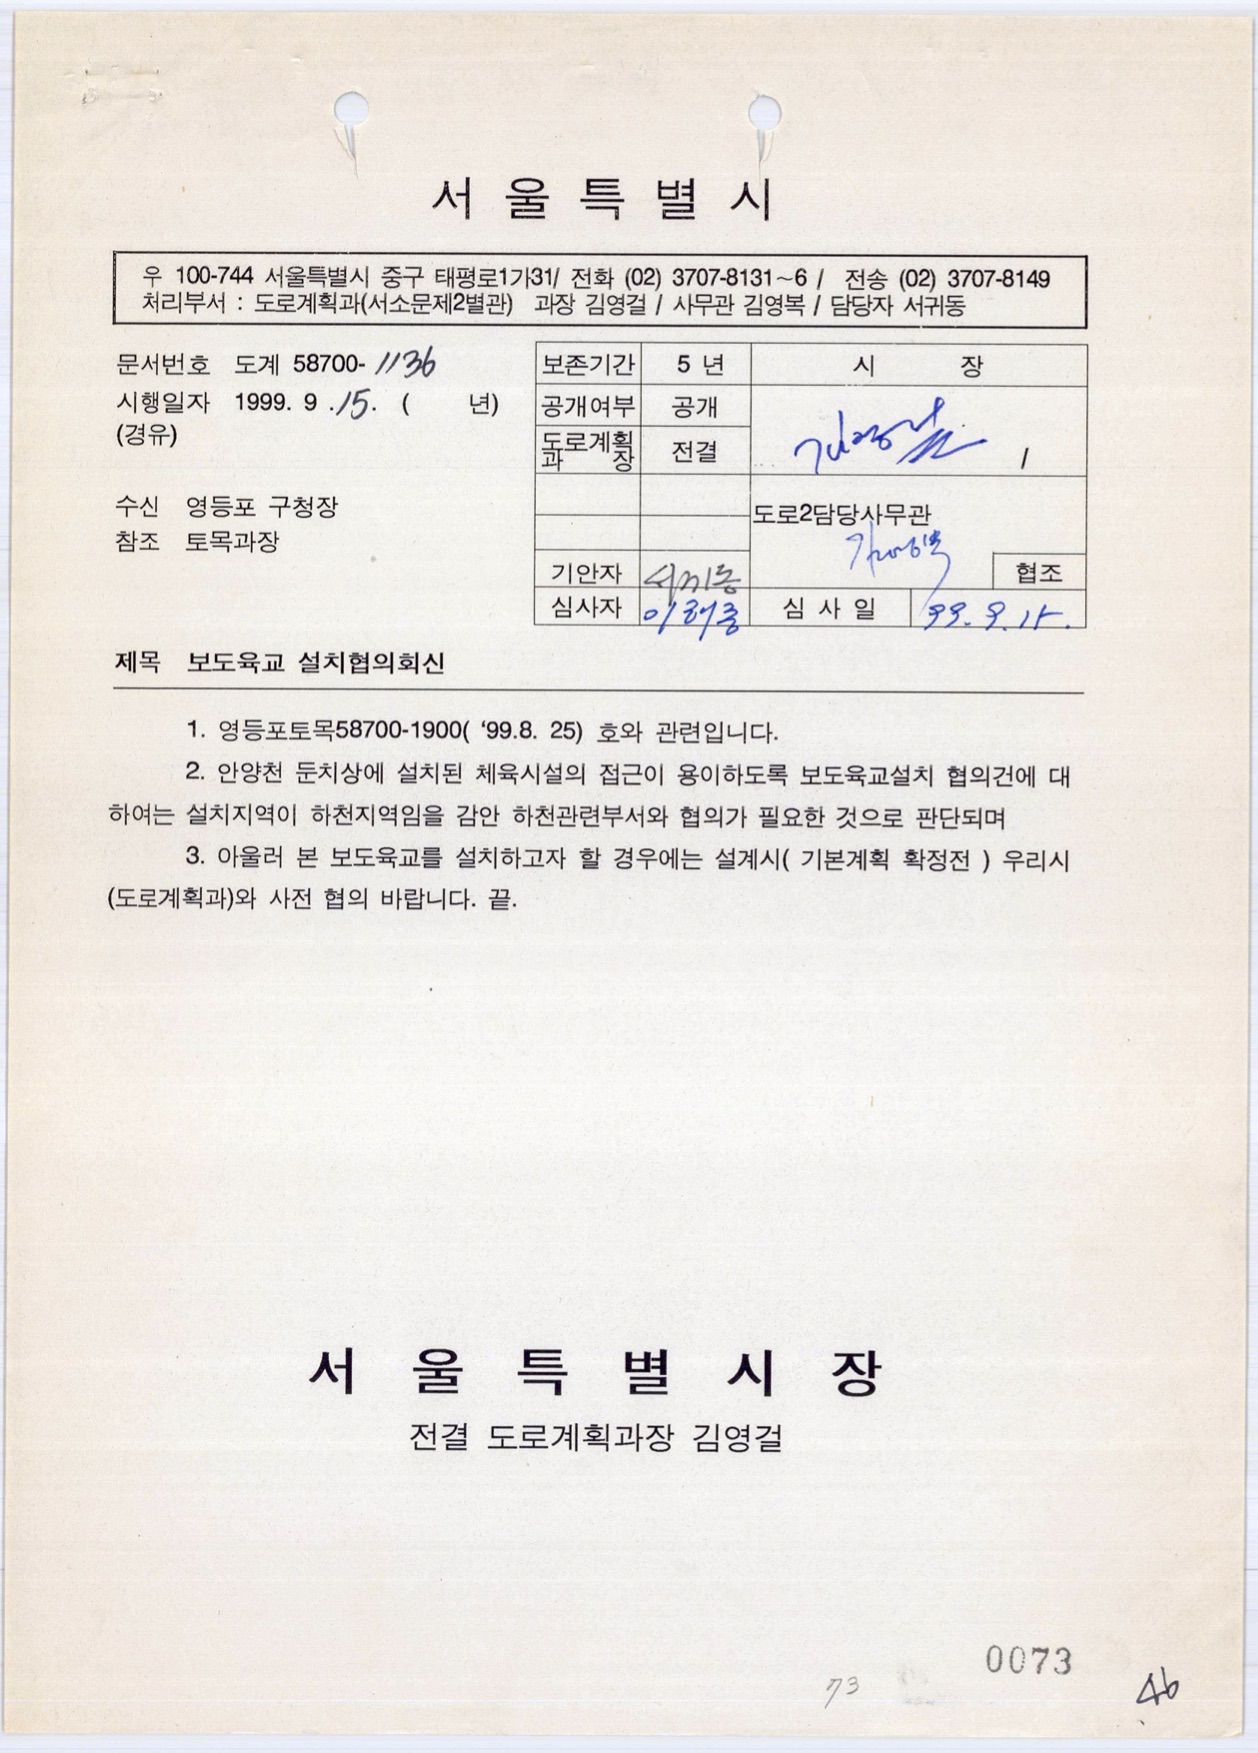 서 울 특 별 시
우 100-744 서울특별시 중구 태평로1가31/ 전화 (02) 3707-8131~6 / 전송 (02) 3707-8149
처리부서 : 도로계획과(서소문제2별관) 과장 김영걸 / 사무관 김영복 / 담당자 서귀동
문서번호 도계 58700-1136
시행일자 1999. 9 .15. ( 년)
(경유)
수신 영등포 구청장
참조 토목과장
보존기간 5 년 시 장
공개여부 공개
도로계획
과 장 전결
/
도로2담당사무관
기안자 협조
심사자 심 사 일 99. 9. 15.
제목 보도육교 설치협의회신
1. 영등포토목58700-1900( '99.8. 25) 호와 관련입니다.
2. 안양천 둔치상에 설치된 체육시설의 접근이 용이하도록 보도육교설치 협의건에 대
하여는 설치지역이 하천지역임을 감안 하천관련부서와 협의가 필요한 것으로 판단되며
3. 아울러 본 보도육교를 설치하고자 할 경우에는 설계시( 기본계획 확정전 ) 우리시
(도로계획과)와 사전 협의 바랍니다. 끝.
서 울 특 별 시 장
전결 도로계획과장 김영걸
0073
73
46